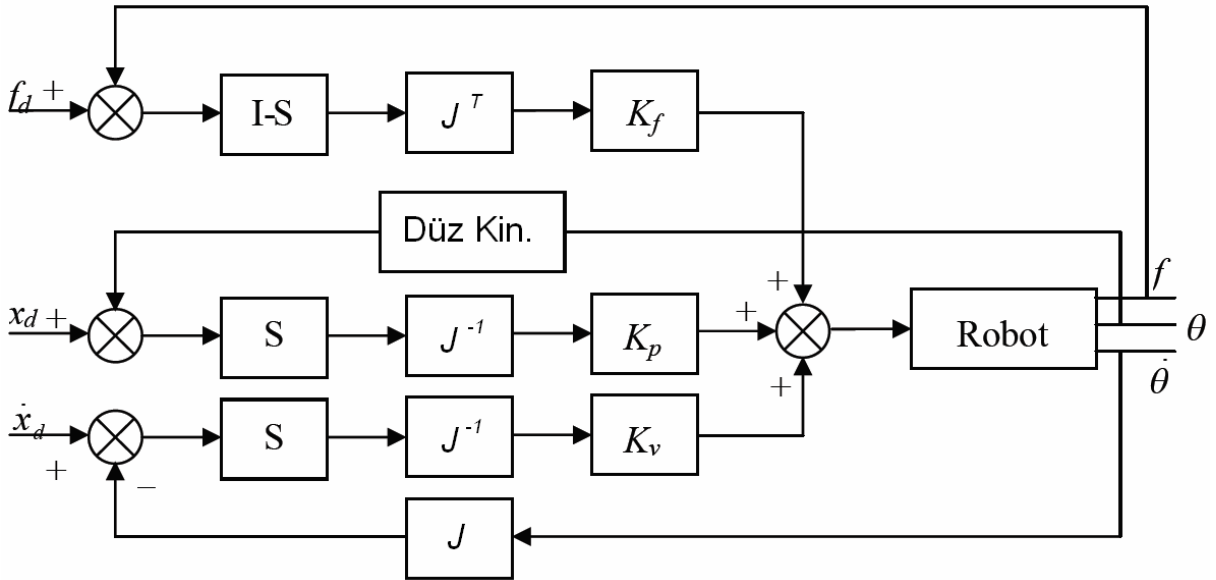 f_d +
I-S
J^T
K_f
Düz Kin.
x_d +
S
J^-1
K_p
+
+
+
Robot
f
θ
θ̇
ẋ_d
+
−
S
J^-1
K_v
J